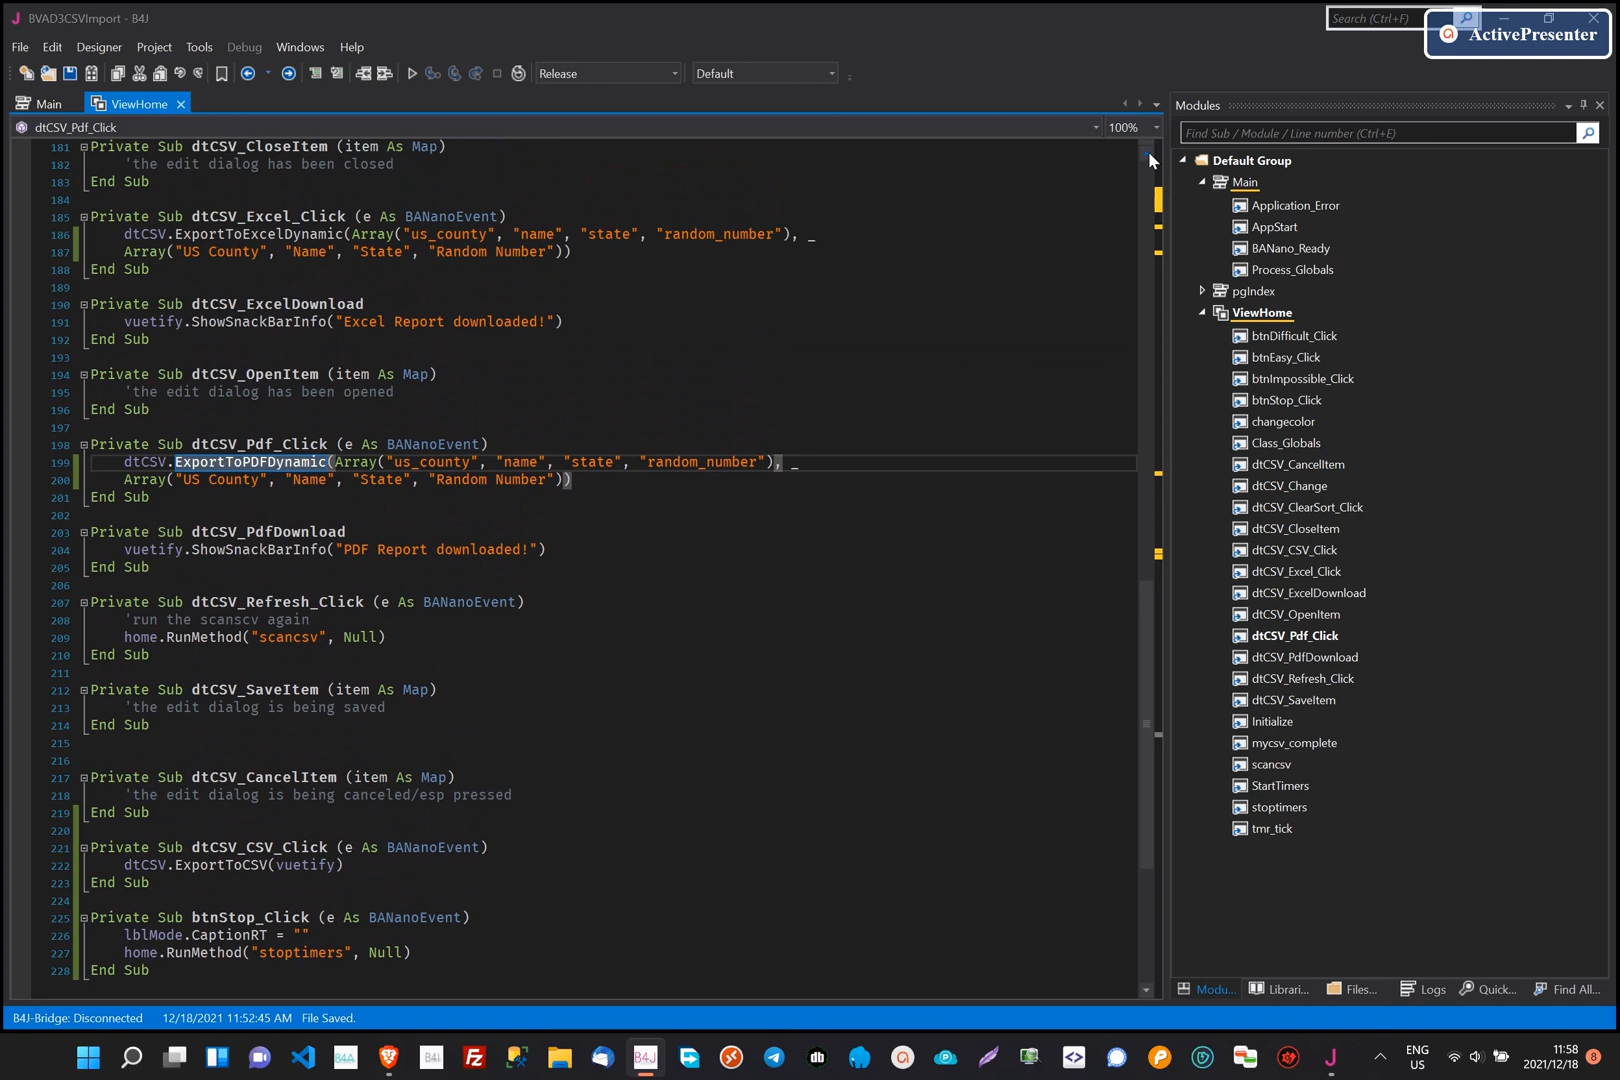 BVAD3CSVImport - B4J
Search (Ctrl+F)
ActivePresenter
File Edit Designer Project Tools Debug Windows Help
Release Default
Main ViewHome
dtCSV_Pdf_Click 100%
181 Private Sub dtCSV_CloseItem (item As Map)
182 'the edit dialog has been closed
183 End Sub
184
185 Private Sub dtCSV_Excel_Click (e As BANanoEvent)
186 dtCSV.ExportToExcelDynamic(Array("us_county", "name", "state", "random_number"), _
187 Array("US County", "Name", "State", "Random Number"))
188 End Sub
189
190 Private Sub dtCSV_ExcelDownload
191 vuetify.ShowSnackBarInfo("Excel Report downloaded!")
192 End Sub
193
194 Private Sub dtCSV_OpenItem (item As Map)
195 'the edit dialog has been opened
196 End Sub
197
198 Private Sub dtCSV_Pdf_Click (e As BANanoEvent)
199 dtCSV.ExportToPDFDynamic(Array("us_county", "name", "state", "random_number"), _
200 Array("US County", "Name", "State", "Random Number"))
201 End Sub
202
203 Private Sub dtCSV_PdfDownload
204 vuetify.ShowSnackBarInfo("PDF Report downloaded!")
205 End Sub
206
207 Private Sub dtCSV_Refresh_Click (e As BANanoEvent)
208 'run the scanscv again
209 home.RunMethod("scancsv", Null)
210 End Sub
211
212 Private Sub dtCSV_SaveItem (item As Map)
213 'the edit dialog is being saved
214 End Sub
215
216
217 Private Sub dtCSV_CancelItem (item As Map)
218 'the edit dialog is being canceled/esp pressed
219 End Sub
220
221 Private Sub dtCSV_CSV_Click (e As BANanoEvent)
222 dtCSV.ExportToCSV(vuetify)
223 End Sub
224
225 Private Sub btnStop_Click (e As BANanoEvent)
226 lblMode.CaptionRT = ""
227 home.RunMethod("stoptimers", Null)
228 End Sub
Modules
Find Sub / Module / Line number (Ctrl+E)
Default Group
Main
Application_Error
AppStart
BANano_Ready
Process_Globals
pgIndex
ViewHome
btnDifficult_Click
btnEasy_Click
btnImpossible_Click
btnStop_Click
changecolor
Class_Globals
dtCSV_CancelItem
dtCSV_Change
dtCSV_ClearSort_Click
dtCSV_CloseItem
dtCSV_CSV_Click
dtCSV_Excel_Click
dtCSV_ExcelDownload
dtCSV_OpenItem
dtCSV_Pdf_Click
dtCSV_PdfDownload
dtCSV_Refresh_Click
dtCSV_SaveItem
Initialize
mycsv_complete
scancsv
StartTimers
stoptimers
tmr_tick
Modu... Librari... Files... Logs Quick... Find All...
B4J-Bridge: Disconnected 12/18/2021 11:52:45 AM File Saved.
B4A B4J
ENG
US
11:58
2021/12/18
8